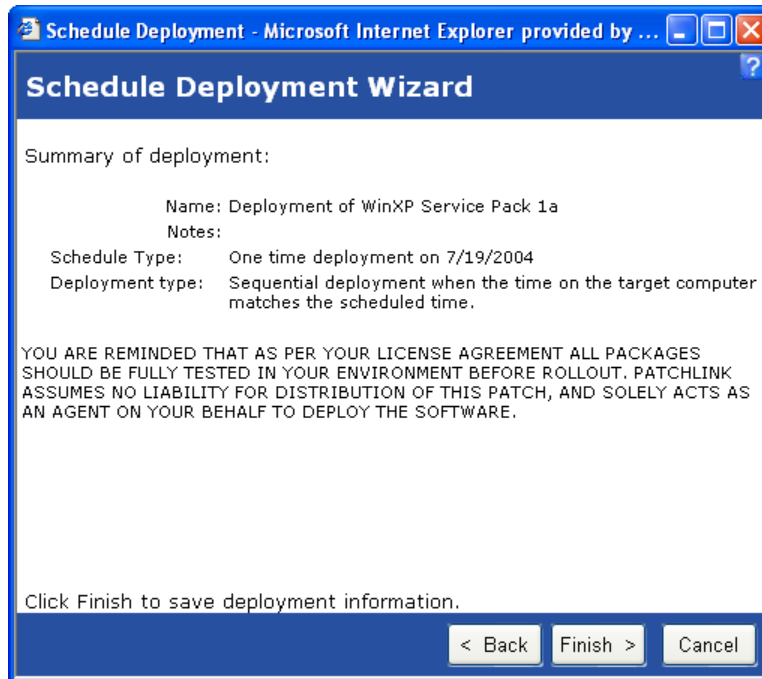 Schedule Deployment - Microsoft Internet Explorer provided by ...
?
Schedule Deployment Wizard
Summary of deployment:
Name: Deployment of WinXP Service Pack 1a
Notes:
Schedule Type: One time deployment on 7/19/2004
Deployment type: Sequential deployment when the time on the target computer
matches the scheduled time.
YOU ARE REMINDED THAT AS PER YOUR LICENSE AGREEMENT ALL PACKAGES
SHOULD BE FULLY TESTED IN YOUR ENVIRONMENT BEFORE ROLLOUT. PATCHLINK
ASSUMES NO LIABILITY FOR DISTRIBUTION OF THIS PATCH, AND SOLELY ACTS AS
AN AGENT ON YOUR BEHALF TO DEPLOY THE SOFTWARE.
Click Finish to save deployment information.
< Back Finish > Cancel